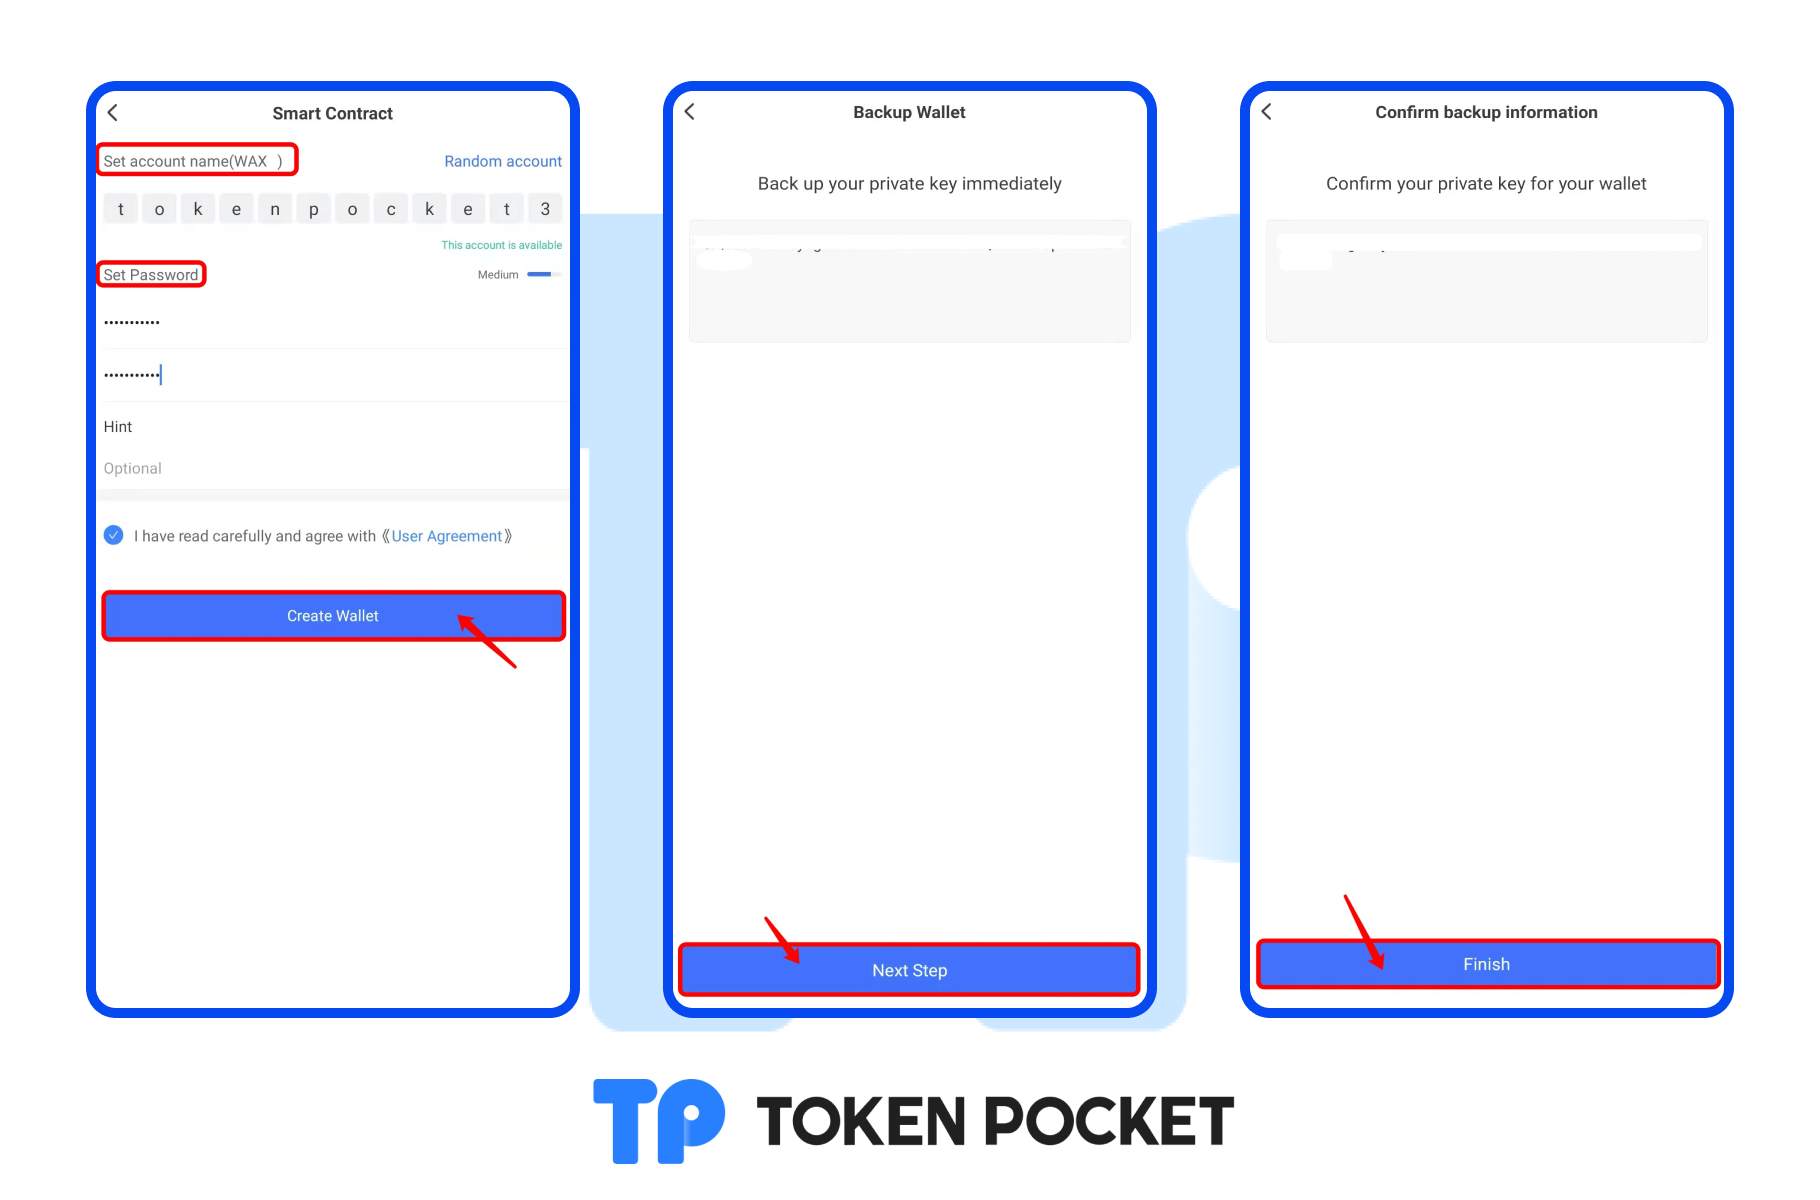 Smart Contract
Set account name(WAX )
Random account
t o k e n p o c k e t 3
This account is available
Set Password
Medium
•••••••••••
•••••••••••
Hint
Optional
I have read carefully and agree with 《User Agreement》
Create Wallet
Backup Wallet
Back up your private key immediately
Next Step
Confirm backup information
Confirm your private key for your wallet
Finish
TP TOKEN POCKET